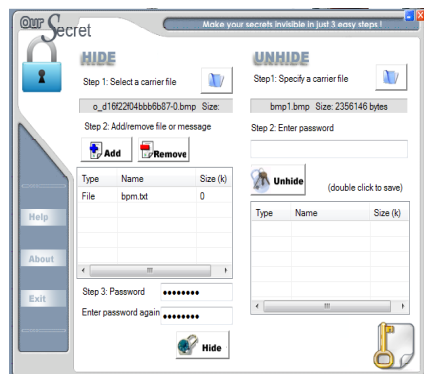 Our Secret
Make your secrets invisible in just 3 easy steps !
HIDE
Step 1: Select a carrier file
o_d16f22f04bbb6b87-0.bmp Size:
Step 2: Add/remove file or message
Add
Remove
Type Name Size (k)
File bpm.txt 0
Step 3: Password ••••••••
Enter password again ••••••••
Hide
UNHIDE
Step1: Specify a carrier file
bmp1.bmp Size: 2356146 bytes
Step 2: Enter password
Unhide
(double click to save)
Type Name Size (k)
Help
About
Exit